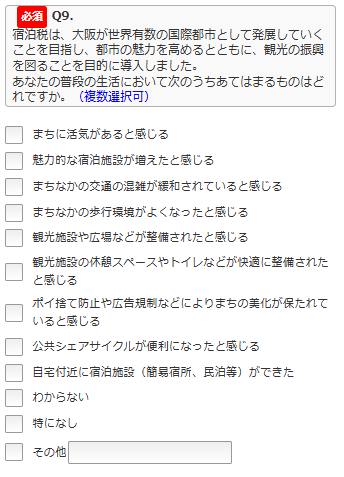 必須 Q9.
宿泊税は、大阪が世界有数の国際都市として発展していく
ことを目指し、都市の魅力を高めるとともに、観光の振興
を図ることを目的に導入しました。
あなたの普段の生活において次のうちあてはまるものはど
れですか。（複数選択可）
まちに活気があると感じる
魅力的な宿泊施設が増えたと感じる
まちなかの交通の混雑が緩和されていると感じる
まちなかの歩行環境がよくなったと感じる
観光施設や広場などが整備されたと感じる
観光施設の休憩スペースやトイレなどが快適に整備された
と感じる
ポイ捨て防止や広告規制などによりまちの美化が保たれて
いると感じる
公共シェアサイクルが便利になったと感じる
自宅付近に宿泊施設（簡易宿所、民泊等）ができた
わからない
特になし
その他